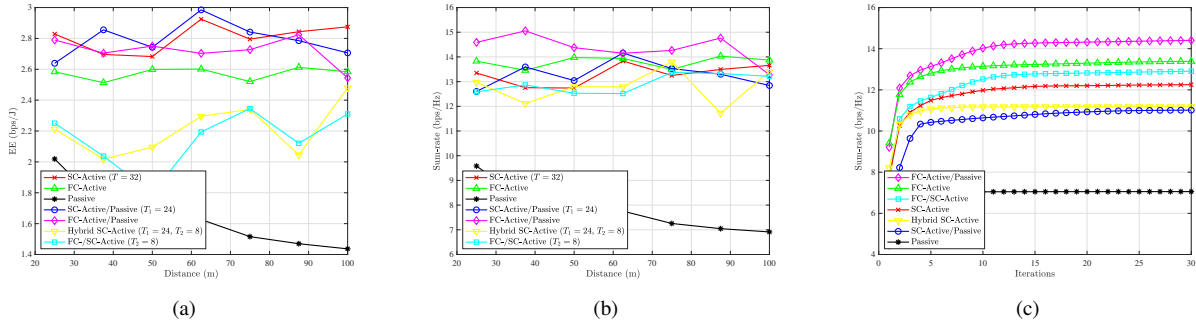 (a)
EE (bps/J)
3
2.8
2.6
2.4
2.2
2
1.8
1.6
1.4
20
30
40
50
60
70
80
90
100
Distance (m)
SC-Active (T = 32)
FC-Active
Passive
SC-Active/Passive (T₁ = 24)
FC-Active/Passive
Hybrid SC-Active (T₁ = 24, T₂ = 8)
FC-/SC-Active (T₂ = 8)
(b)
Sum-rate (bps/Hz)
16
15
14
13
12
11
10
9
8
7
6
20
30
40
50
60
70
80
90
100
Distance (m)
SC-Active (T = 32)
FC-Active
Passive
SC-Active/Passive (T₁ = 24)
FC-Active/Passive
Hybrid SC-Active (T₁ = 24, T₂ = 8)
FC-/SC-Active (T₂ = 8)
(c)
Sum-rate (bps/Hz)
16
14
12
10
8
6
4
0
5
10
15
20
25
30
Iterations
FC-Active/Passive
FC-Active
FC-/SC-Active
SC-Active
Hybrid SC-Active
SC-Active/Passive
Passive